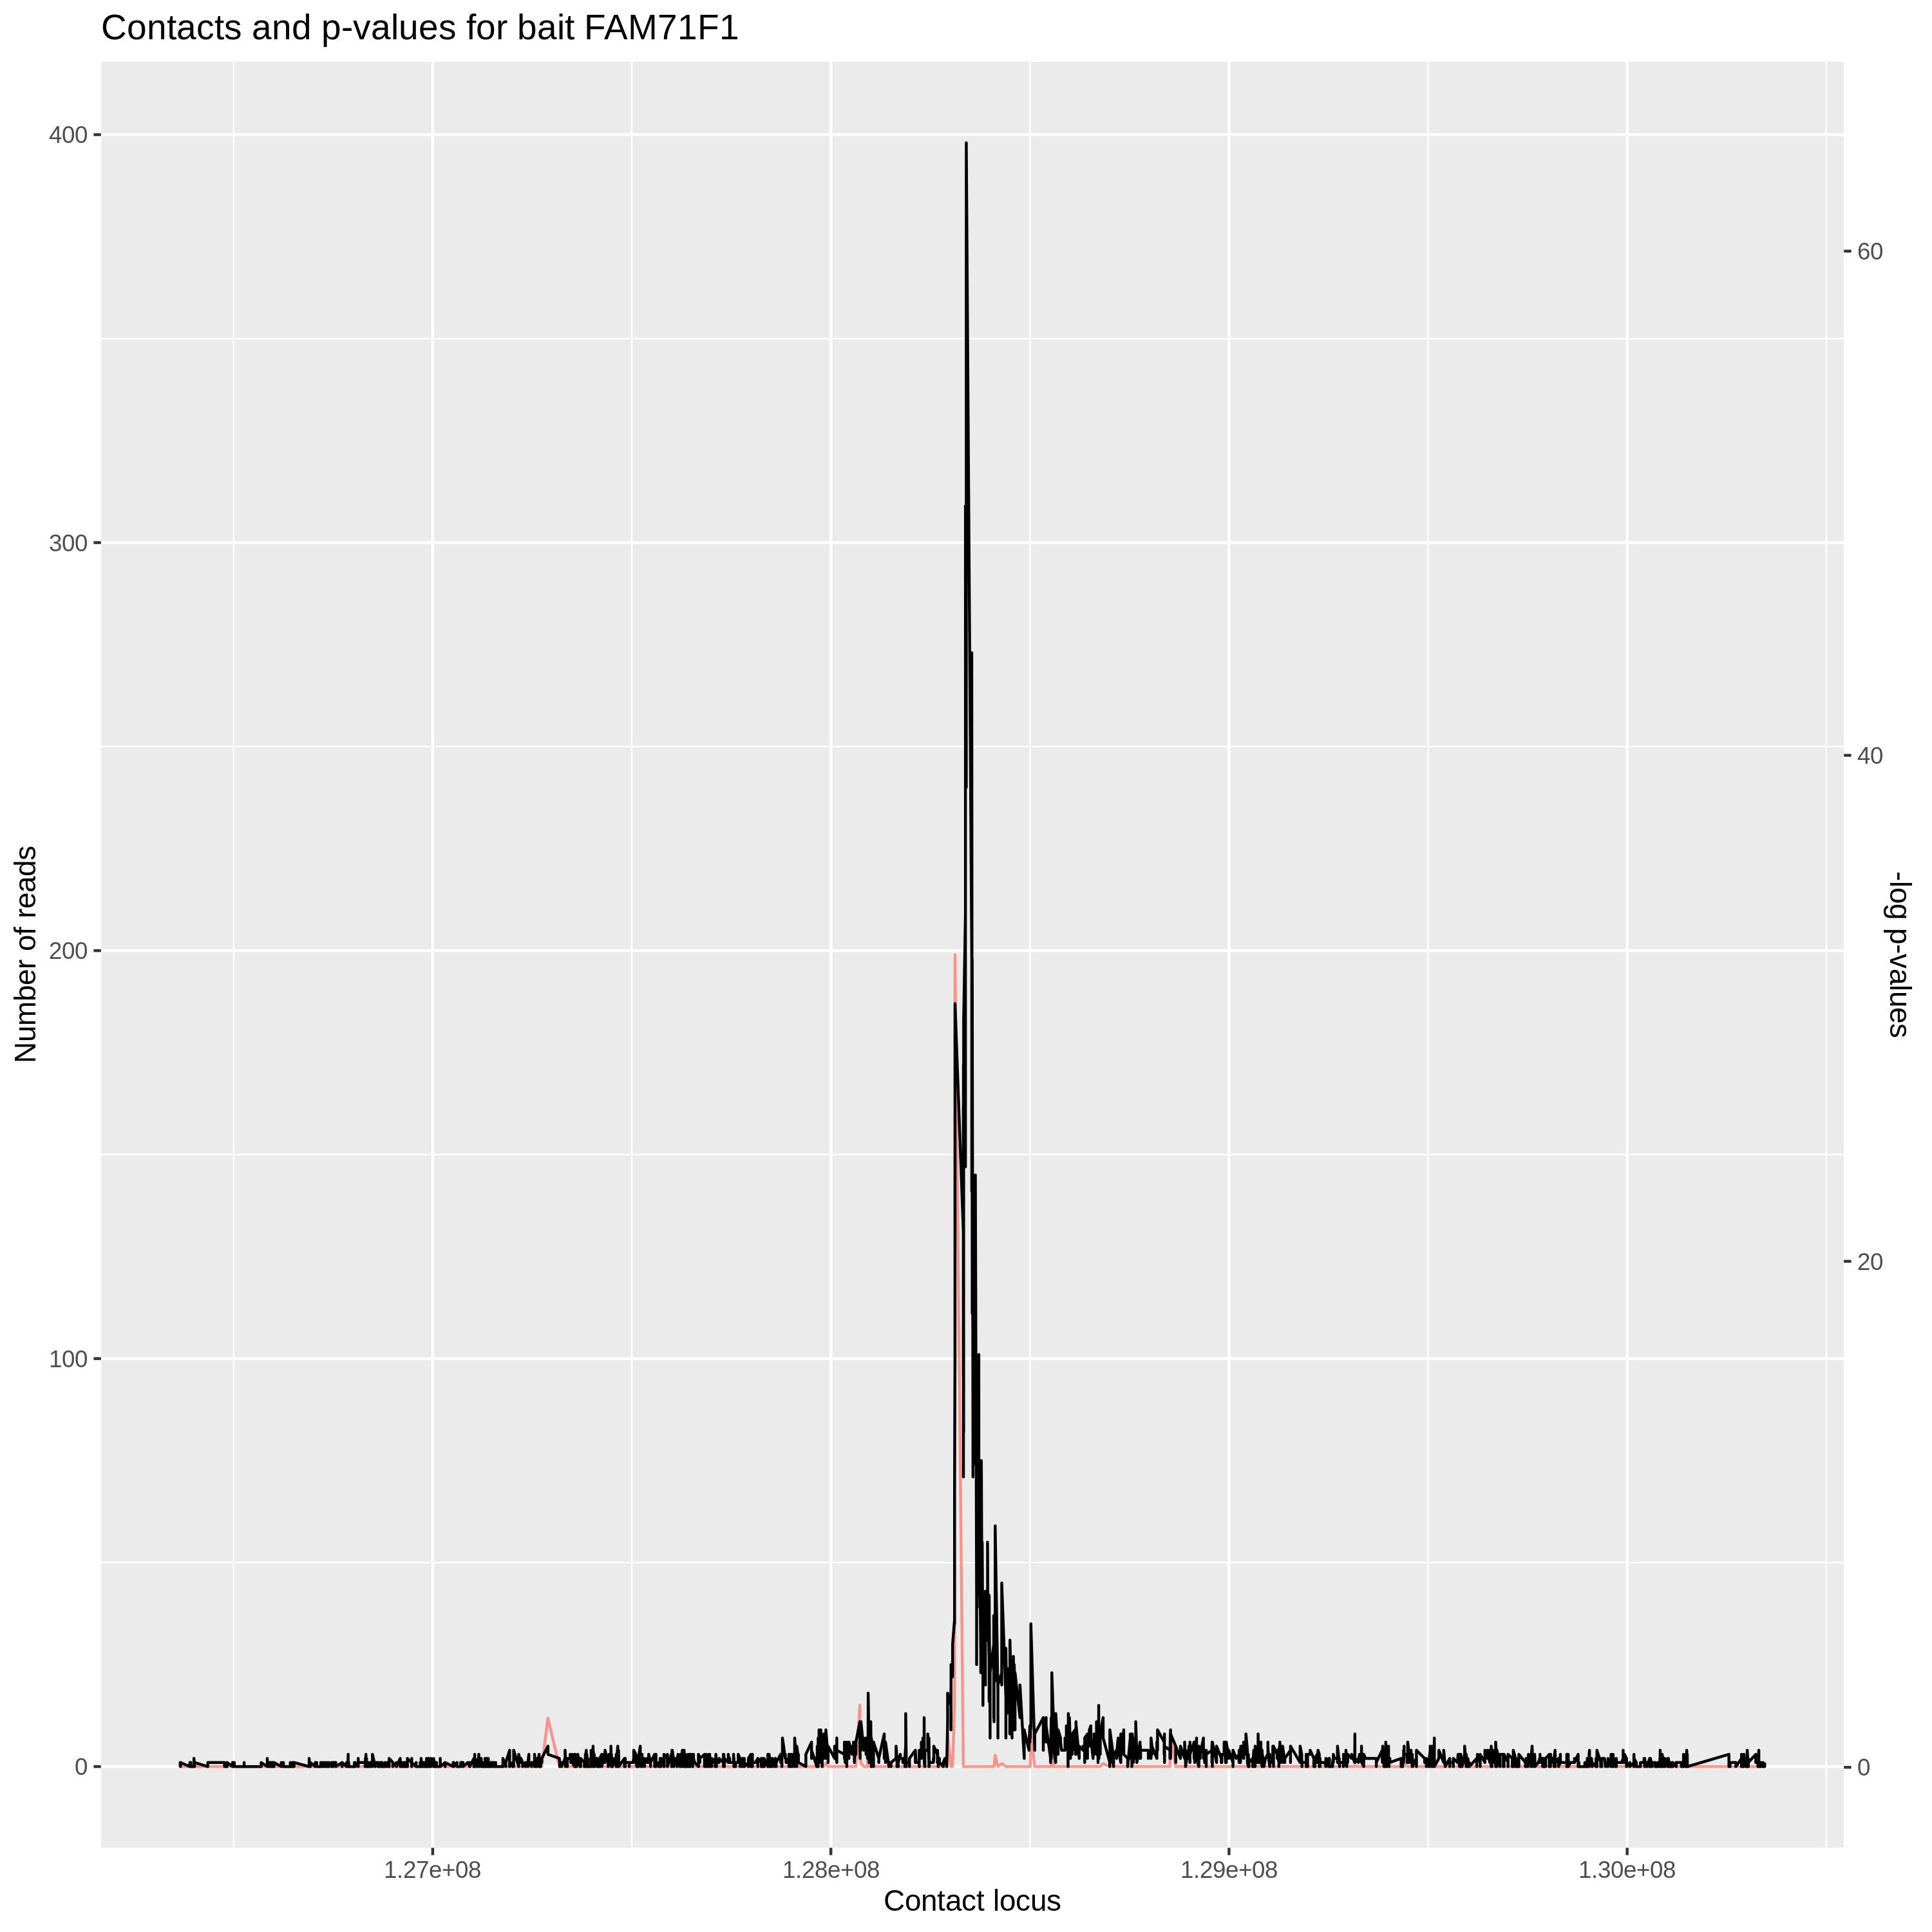 Contacts and p-values for bait FAM71F1
400
300
200
100
0
Number of reads
60
40
20
0
-log p-values
1.27e+08
1.28e+08
1.29e+08
1.30e+08
Contact locus